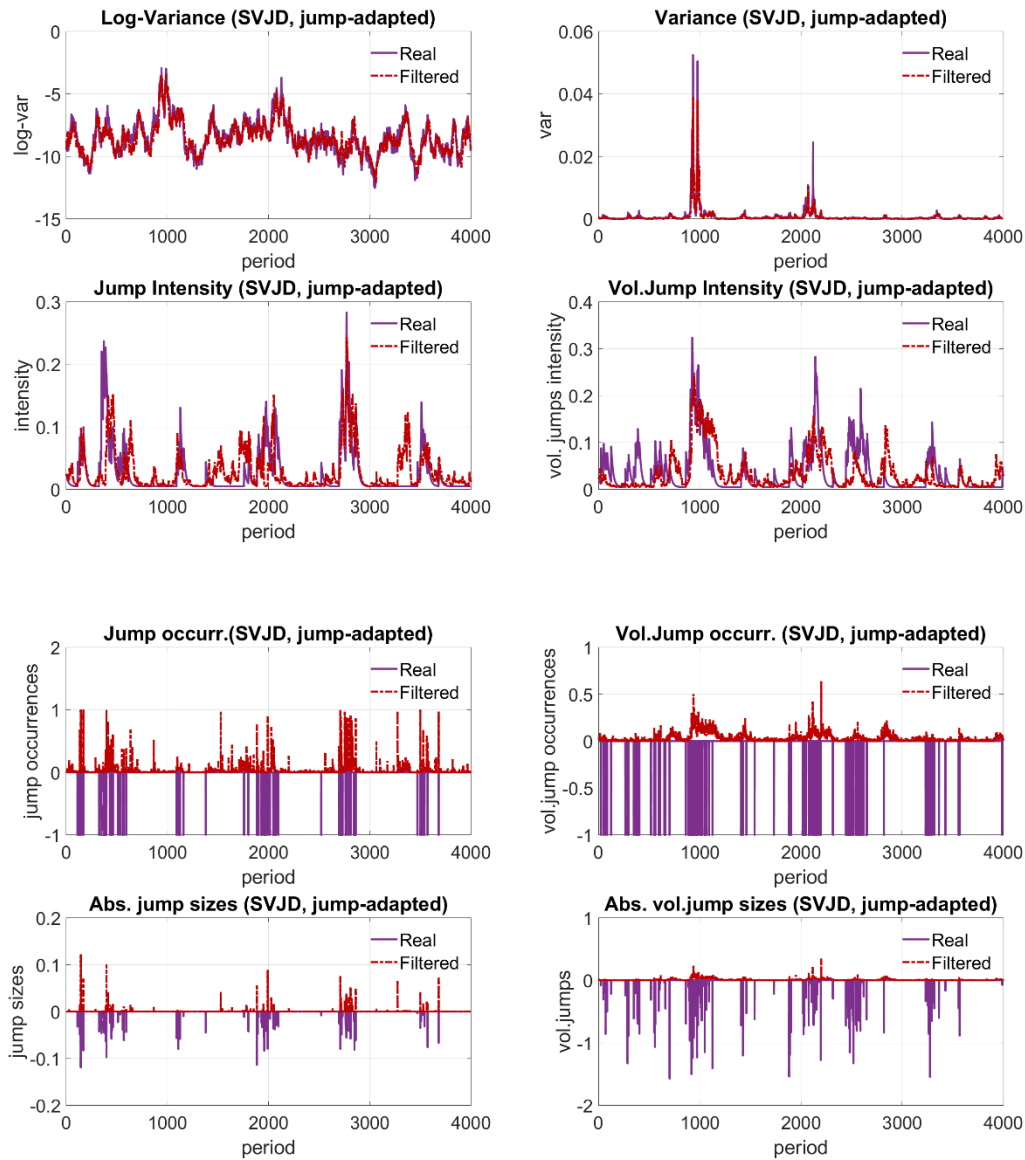 Log-Variance (SVJD, jump-adapted)
0
-5
-10
-15
log-var
Real
Filtered
0 1000 2000 3000 4000
period
Variance (SVJD, jump-adapted)
0.06
0.04
0.02
0
var
Real
Filtered
0 1000 2000 3000 4000
period
Jump Intensity (SVJD, jump-adapted)
0.3
0.2
0.1
0
intensity
Real
Filtered
0 1000 2000 3000 4000
period
Vol.Jump Intensity (SVJD, jump-adapted)
0.4
0.3
0.2
0.1
0
vol. jumps intensity
Real
Filtered
0 1000 2000 3000 4000
period
Jump occurr.(SVJD, jump-adapted)
2
1
0
-1
jump occurrences
Real
Filtered
0 1000 2000 3000 4000
period
Vol.Jump occurr. (SVJD, jump-adapted)
1
0.5
0
-0.5
-1
vol.jump occurrences
Real
Filtered
0 1000 2000 3000 4000
period
Abs. jump sizes (SVJD, jump-adapted)
0.2
0.1
0
-0.1
-0.2
jump sizes
Real
Filtered
0 1000 2000 3000 4000
period
Abs. vol.jump sizes (SVJD, jump-adapted)
1
0
-1
-2
vol.jumps
Real
Filtered
0 1000 2000 3000 4000
period